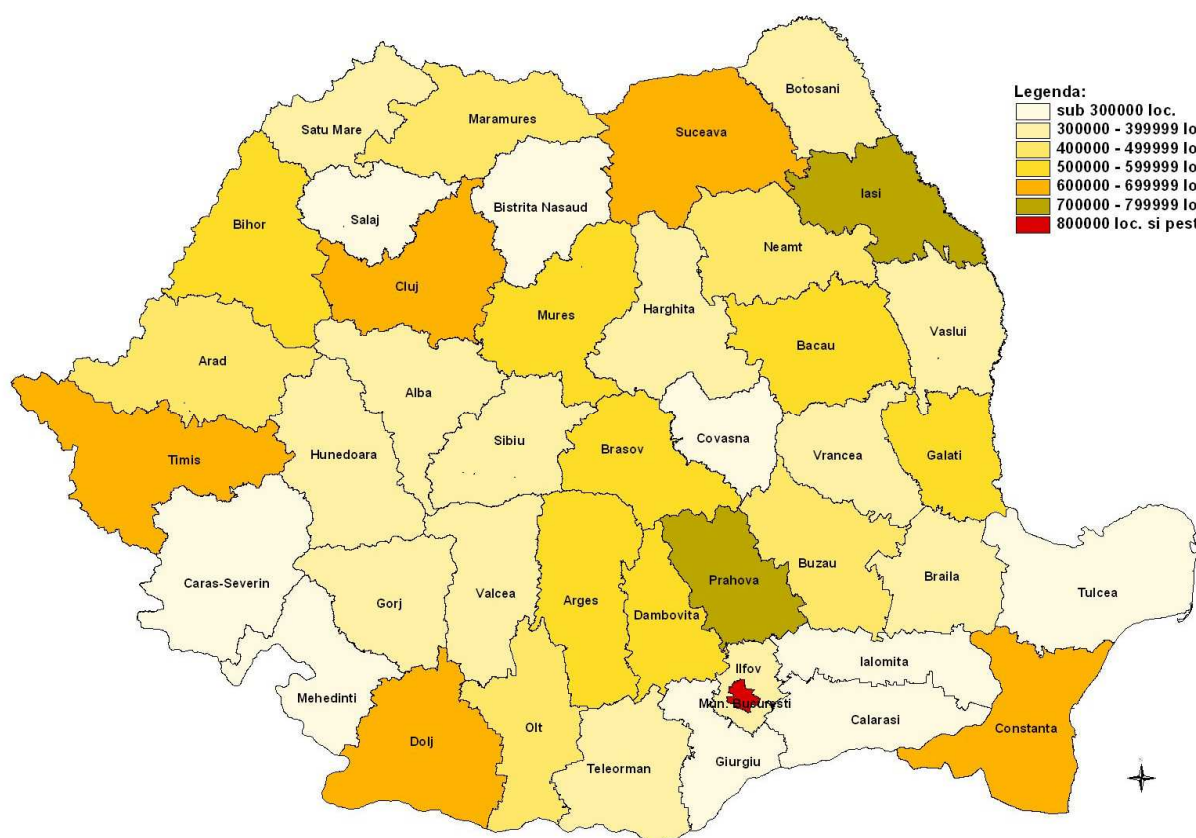 Botosani
Legenda:
sub 300000 loc.
300000 - 399999 lo
400000 - 499999 lo
500000 - 599999 lo
600000 - 699999 lo
700000 - 799999 lo
800000 loc. si pest
Satu Mare
Maramures
Suceava
Iasi
Salaj
Bistrita Nasaud
Bihor
Neamt
Cluj
Mures
Harghita
Vaslui
Bacau
Arad
Alba
Sibiu
Covasna
Brasov
Hunedoara
Vrancea
Galati
Timis
Caras-Severin
Prahova
Buzau
Braila
Tulcea
Gorj
Valcea
Arges
Dambovita
Ialomita
Ilfov
Mehedinti
Mun. Bucuresti
Calarasi
Constanta
Dolj
Olt
Giurgiu
Teleorman